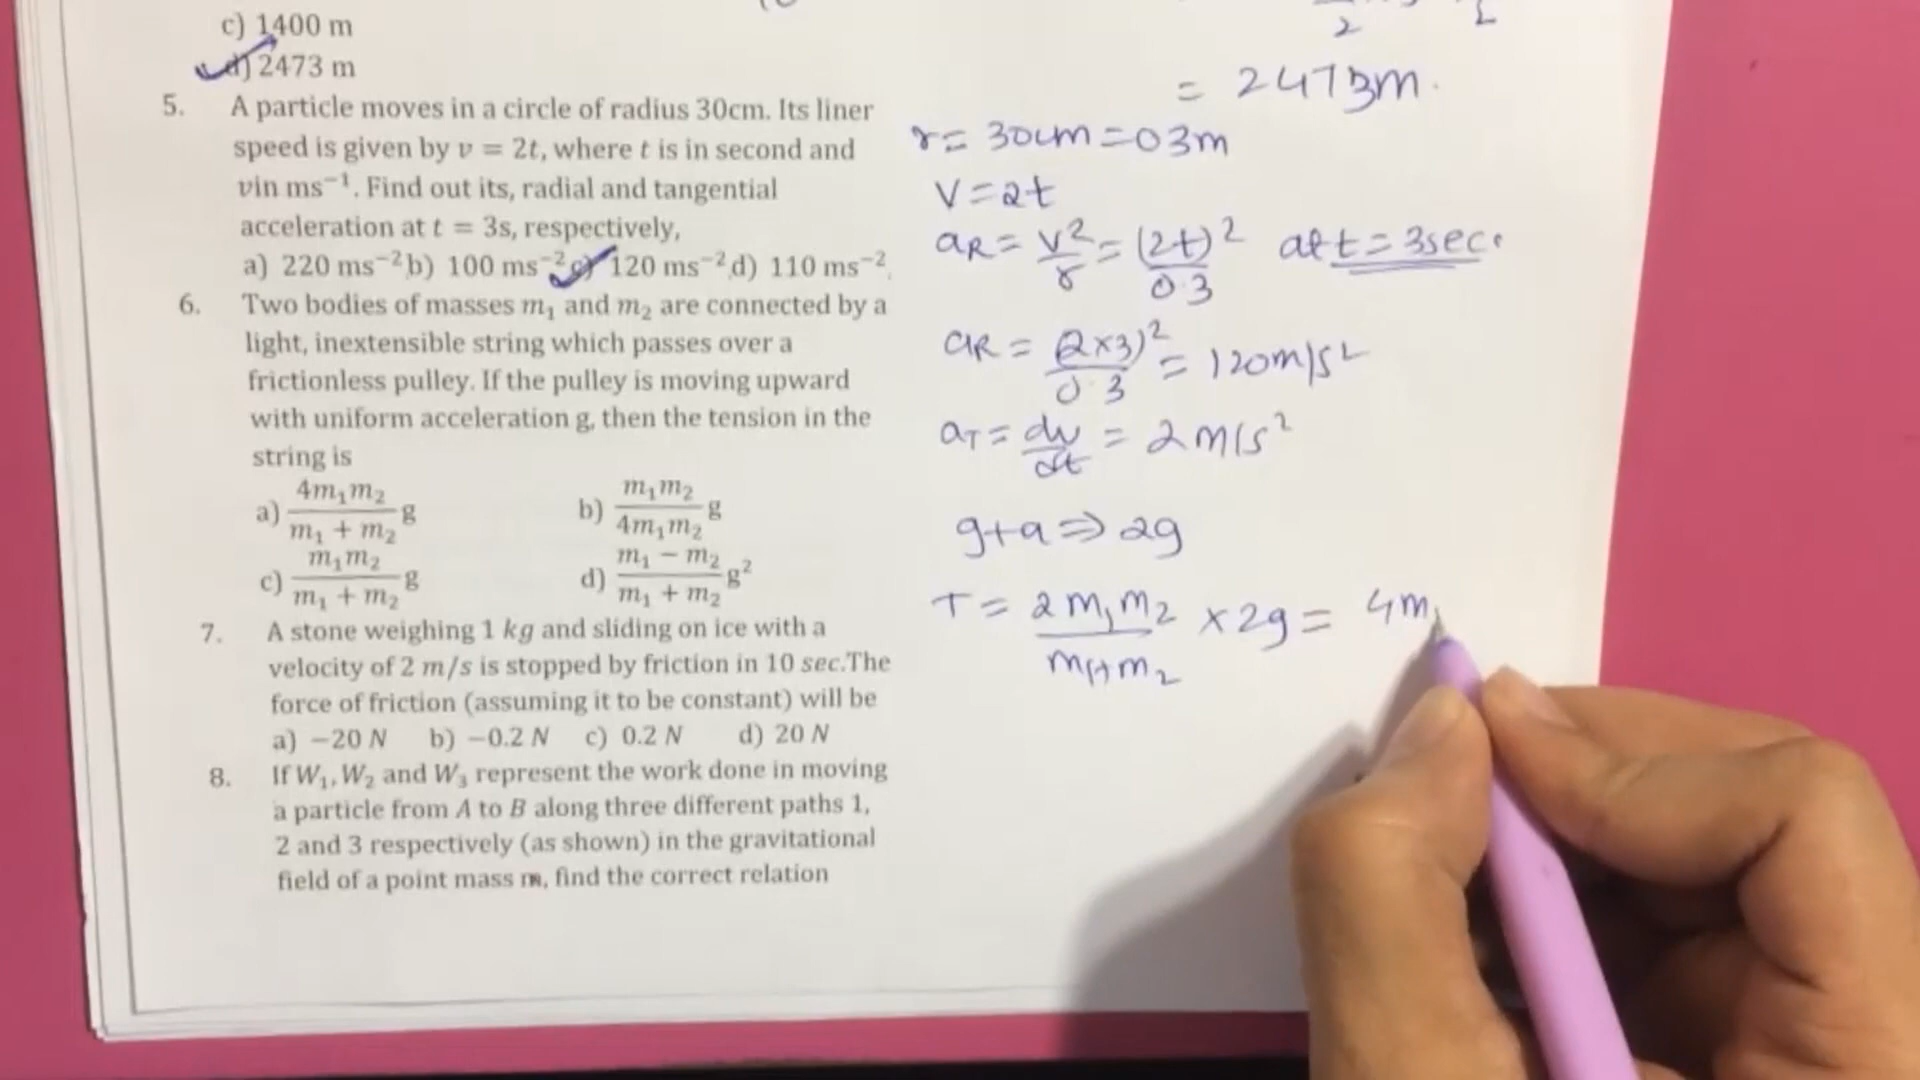 c) 1400 m
d) 2473 m
5. A particle moves in a circle of radius 30cm. Its liner
speed is given by v = 2t, where t is in second and
vin ms⁻¹. Find out its, radial and tangential
acceleration at t = 3s, respectively,
a) 220 ms⁻² b) 100 ms⁻² c) 120 ms⁻² d) 110 ms⁻²
6. Two bodies of masses m₁ and m₂ are connected by a
light, inextensible string which passes over a
frictionless pulley. If the pulley is moving upward
with uniform acceleration g, then the tension in the
string is
a) 4m₁m₂ / m₁ + m₂ g b) m₁m₂ / 4m₁m₂ g
c) m₁m₂ / m₁ + m₂ g d) m₁ − m₂ / m₁ + m₂ g²
7. A stone weighing 1 kg and sliding on ice with a
velocity of 2 m/s is stopped by friction in 10 sec.The
force of friction (assuming it to be constant) will be
a) −20 N b) −0.2 N c) 0.2 N d) 20 N
8. If W₁, W₂ and W₃ represent the work done in moving
a particle from A to B along three different paths 1,
2 and 3 respectively (as shown) in the gravitational
field of a point mass m, find the correct relation
2
= 2473m.
r = 30cm = 03m
V = 2t
aR = v²/r = (2t)²/0.3 at t = 3sec.
aR = (2×3)²/0.3 = 120m/s²
aT = dv/dt = 2m/s²
g+a ⇒ 2g
T = 2m₁m₂/m₁+m₂ × 2g = 4m₁